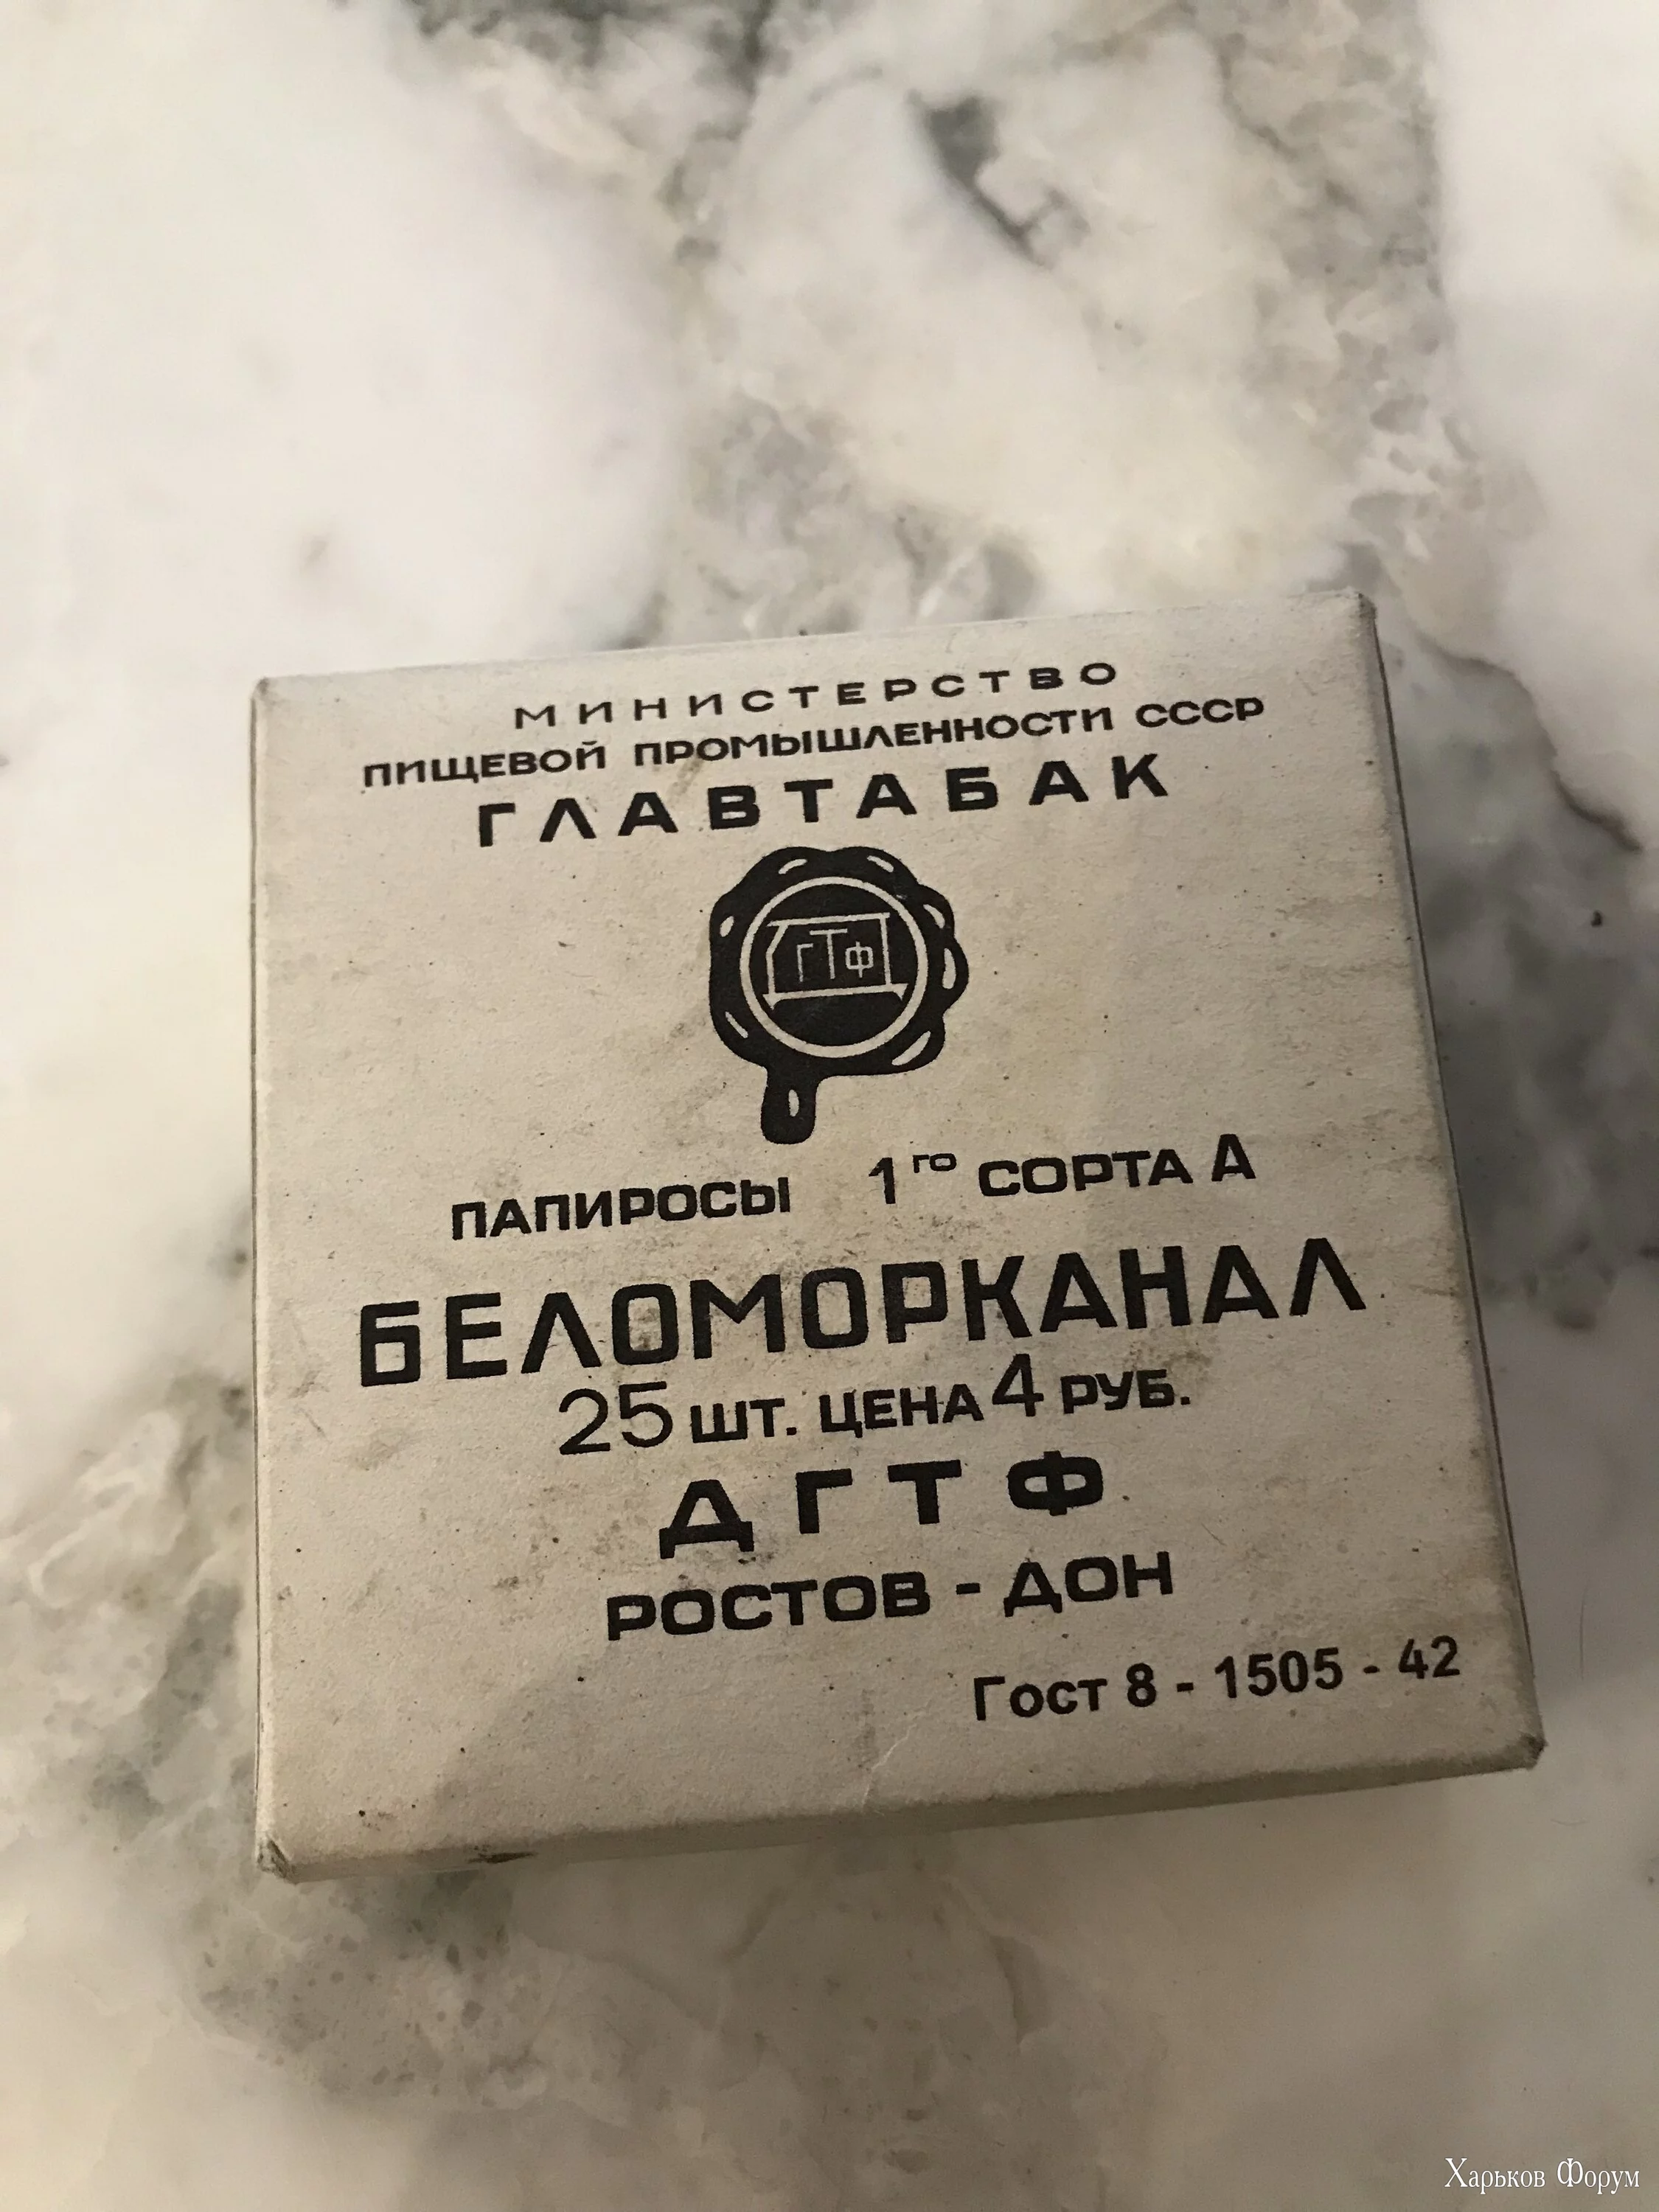 МИНИСТЕРСТВО
ПИЩЕВОЙ ПРОМЫШЛЕННОСТИ СССР
ГЛАВТАБАК
ДГТФ
ПАПИРОСЫ 1го СОРТА А
БЕЛОМОРКАНАЛ
25 ШТ. ЦЕНА 4 РУБ.
ДГТФ
РОСТОВ - ДОН
Гост 8 - 1505 - 42
Харьков Форум